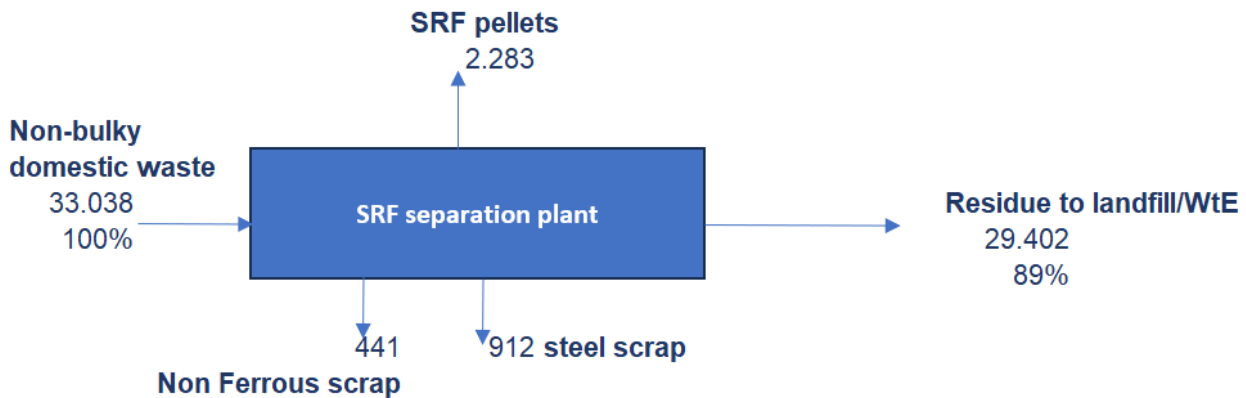 SRF pellets
2.283
Non-bulky
domestic waste
33.038
100%
SRF separation plant
Residue to landfill/WtE
29.402
89%
441
Non Ferrous scrap
912 steel scrap